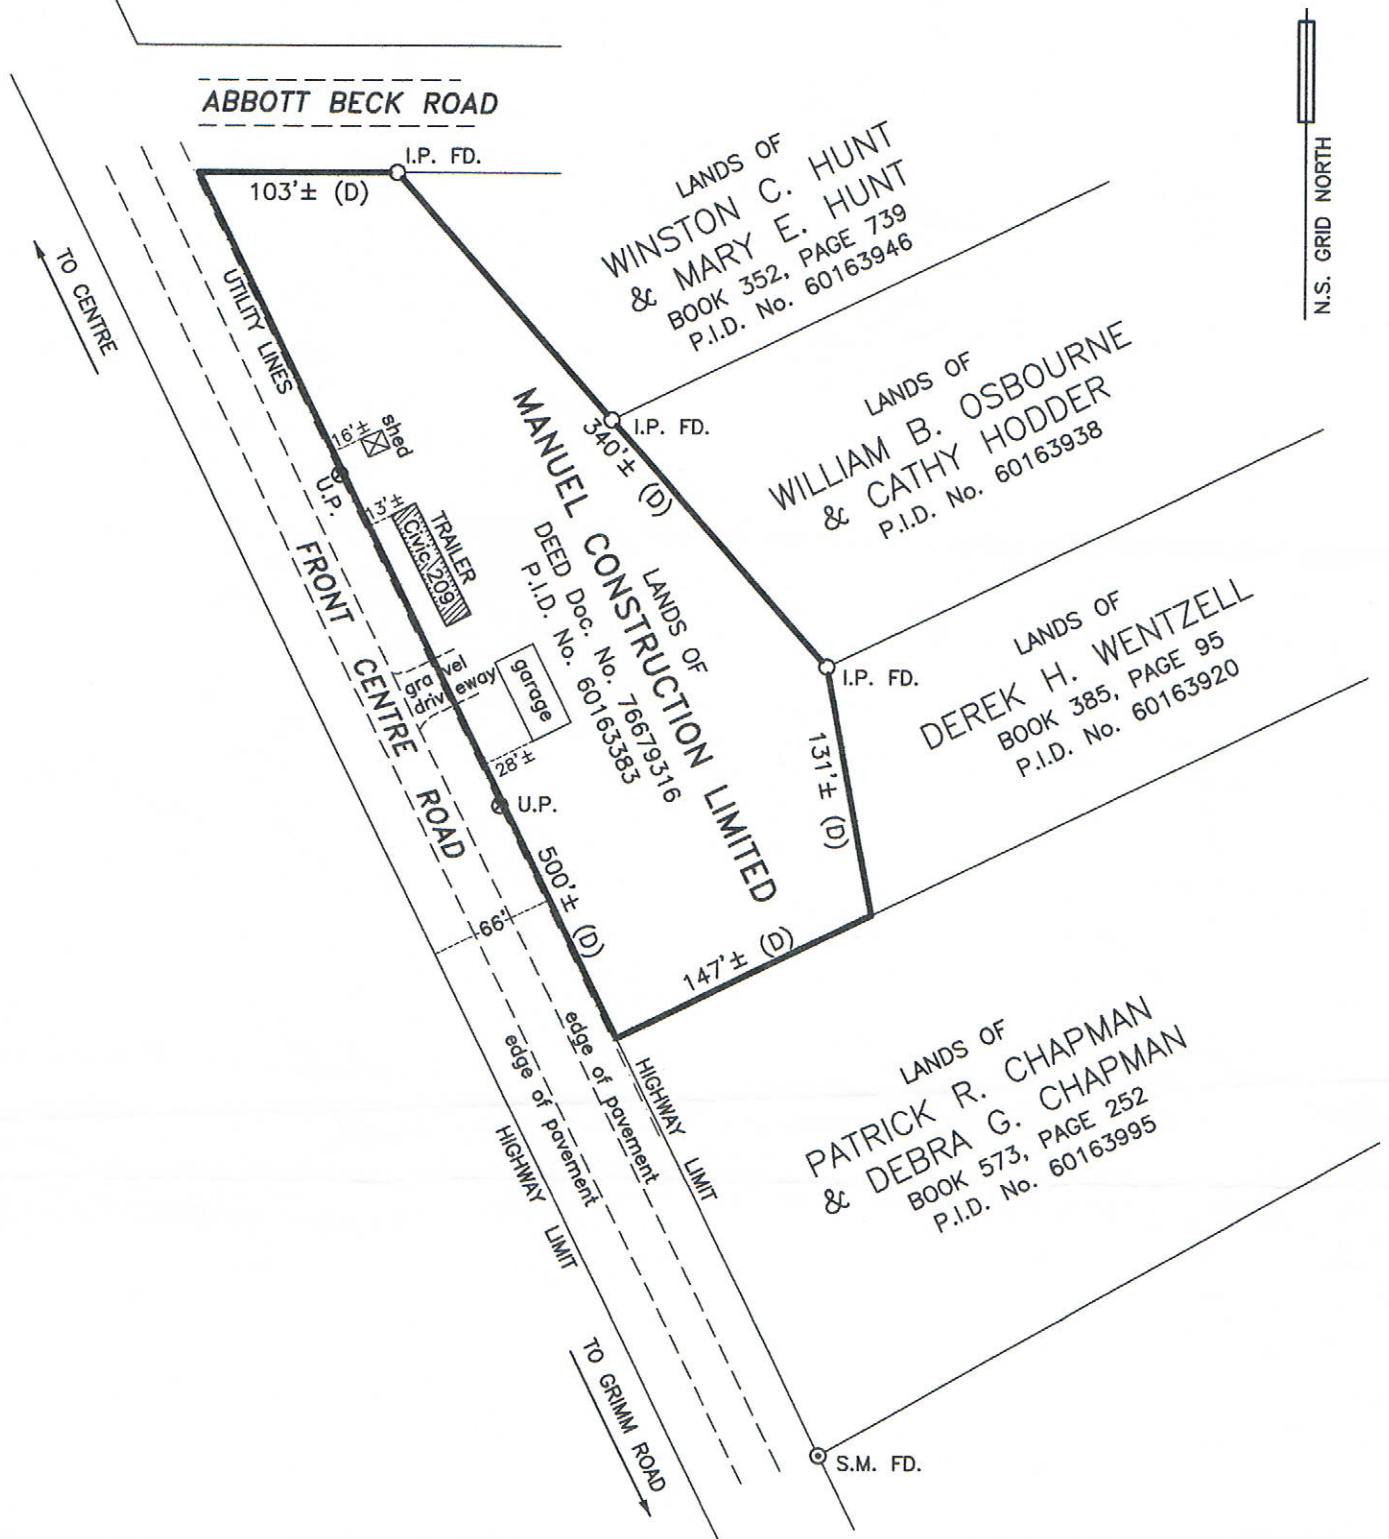 ABBOTT BECK ROAD
I.P. FD.
103'± (D)
N.S. GRID NORTH
LANDS OF
WINSTON C. HUNT
& MARY E. HUNT
BOOK 352, PAGE 739
P.I.D. No. 60163946
TO CENTRE
UTILITY LINES
LANDS OF
WILLIAM B. OSBOURNE
& CATHY HODDER
P.I.D. No. 60163938
16'±
shed
U.P.
I.P. FD.
340'± (D)
13'±
TRAILER
Civic 209
LANDS OF
MANUEL CONSTRUCTION LIMITED
DEED Doc. No. 76679316
P.I.D. No. 60163383
FRONT CENTRE ROAD
gravel
driveway
garage
28'±
U.P.
I.P. FD.
LANDS OF
DEREK H. WENTZELL
BOOK 385, PAGE 95
P.I.D. No. 60163920
131'± (D)
500'± (D)
66'
147'± (D)
edge of pavement
edge of pavement
HIGHWAY LIMIT
HIGHWAY LIMIT
LANDS OF
PATRICK R. CHAPMAN
& DEBRA G. CHAPMAN
BOOK 573, PAGE 252
P.I.D. No. 60163995
TO GRIMM ROAD
S.M. FD.